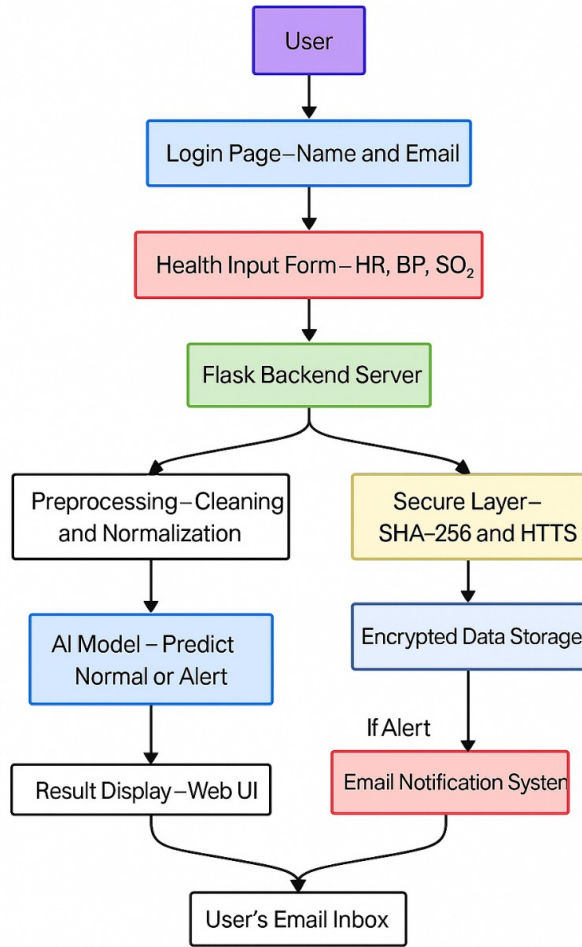 User
Login Page–Name and Email
Health Input Form–HR, BP, SO₂
Flask Backend Server
Preprocessing–Cleaning
and Normalization
Secure Layer–
SHA–256 and HTTS
AI Model – Predict
Normal or Alert
Encrypted Data Storage
If Alert
Result Display–Web UI
Email Notification System
User's Email Inbox